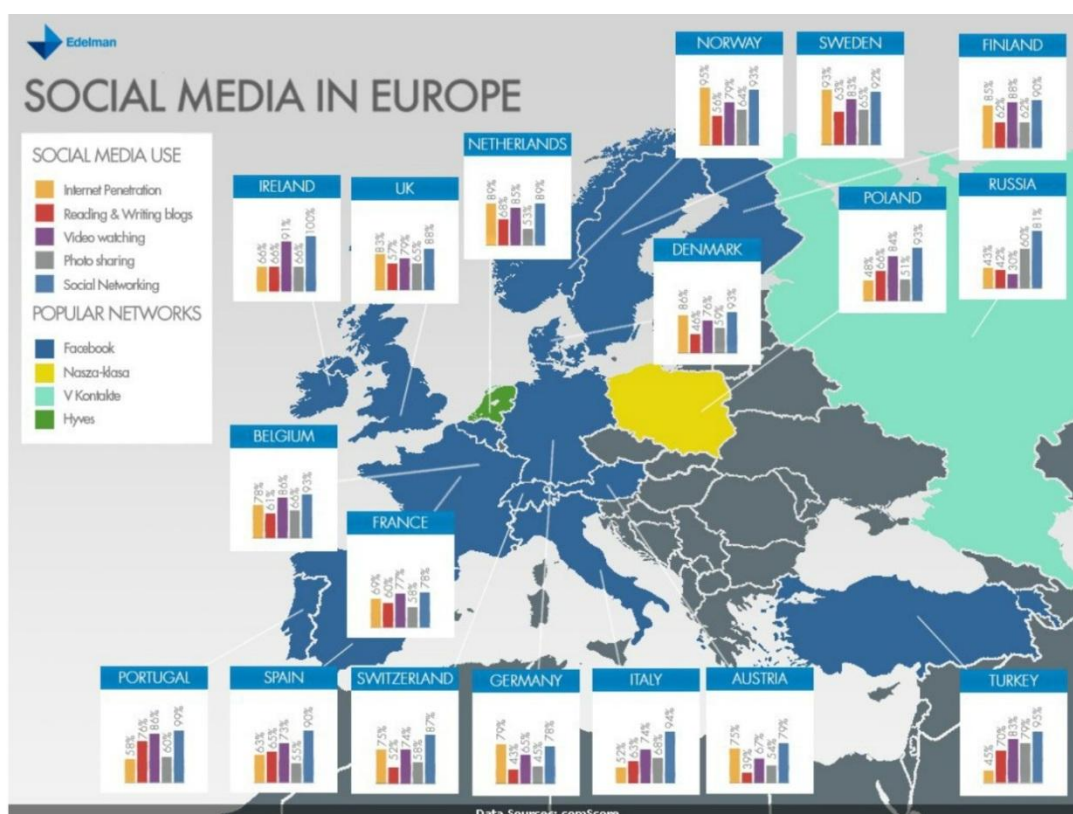 Edelman
SOCIAL MEDIA IN EUROPE
SOCIAL MEDIA USE
Internet Penetration
Reading & Writing blogs
Video watching
Photo sharing
Social Networking
POPULAR NETWORKS
Facebook
Nasza-klasa
V Kontakte
Hyves
NORWAY
95% 56% 79% 64% 93%
SWEDEN
93% 63% 83% 65% 92%
FINLAND
85% 62% 88% 62% 90%
NETHERLANDS
89% 68% 85% 53% 89%
IRELAND
66% 66% 91% 66% 100%
UK
83% 57% 79% 65% 88%
POLAND
48% 66% 84% 51% 93%
RUSSIA
43% 42% 30% 60% 81%
DENMARK
86% 46% 76% 59% 93%
BELGIUM
78% 61% 86% 66% 93%
FRANCE
69% 60% 77% 58% 78%
PORTUGAL
58% 76% 86% 60% 99%
SPAIN
63% 65% 73% 55% 90%
SWITZERLAND
75% 52% 74% 58% 87%
GERMANY
79% 43% 65% 45% 78%
ITALY
52% 63% 74% 68% 94%
AUSTRIA
75% 39% 67% 54% 79%
TURKEY
45% 70% 83% 79% 95%
Data Sources: comScore